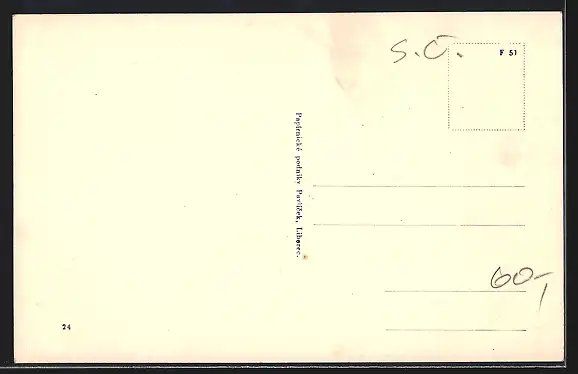 S. Č.
F 51
Papírnické podniky Pavlíček, Liberec.
60,-
24